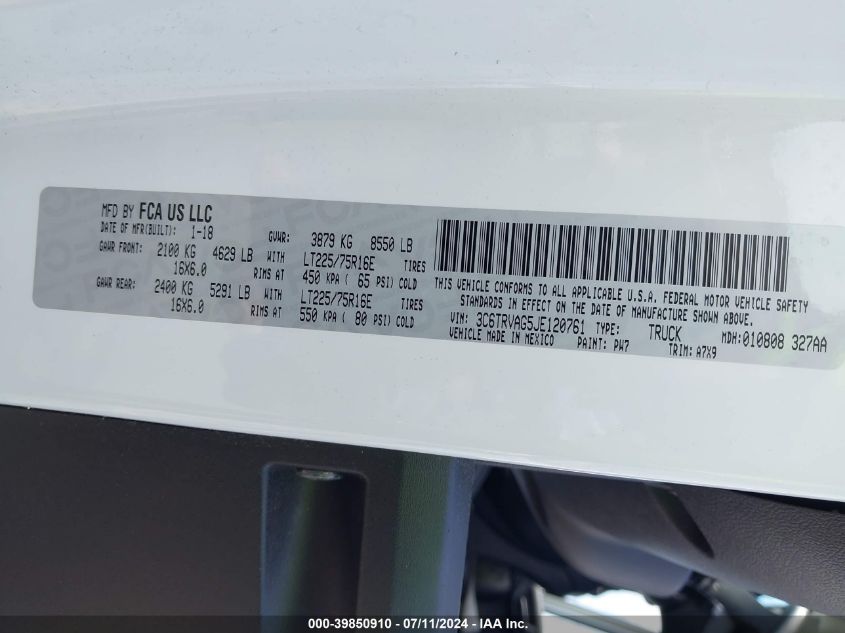 MFD BY FCA US LLC
DATE OF MFR(BUILT): 1-18 GVWR: 3879 KG 8550 LB
GAWR FRONT: 2100 KG 4629 LB WITH LT225/75R16E TIRES
16X6.0 RIMS AT 450 KPA ( 65 PSI) COLD
GAWR REAR: 2400 KG 5291 LB WITH LT225/75R16E TIRES
16X6.0 RIMS AT 550 KPA ( 80 PSI) COLD
THIS VEHICLE CONFORMS TO ALL APPLICABLE U.S.A. FEDERAL MOTOR VEHICLE SAFETY
STANDARDS IN EFFECT ON THE DATE OF MANUFACTURE SHOWN ABOVE.
VIN: 3C6TRVAG5JE120761 TYPE: TRUCK MDH:010808 327AA
VEHICLE MADE IN MEXICO PAINT: PW7 TRIM: A7X9
000-39850910 - 07/11/2024 - IAA Inc.